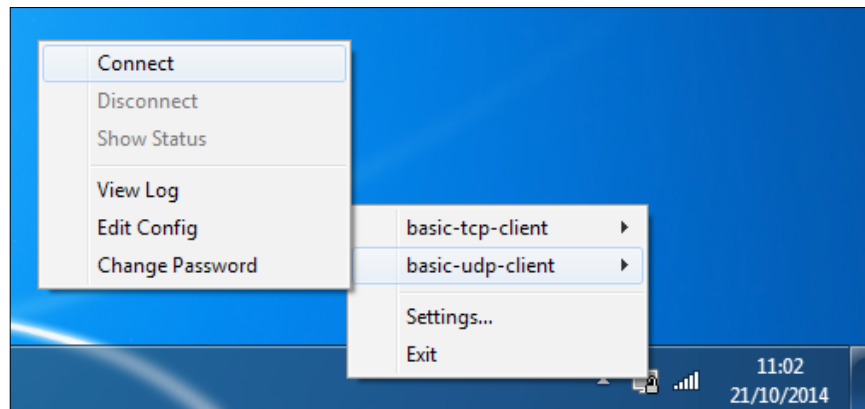 Connect
Disconnect
Show Status
View Log
Edit Config
Change Password
basic-tcp-client
basic-udp-client
Settings...
Exit
11:02
21/10/2014